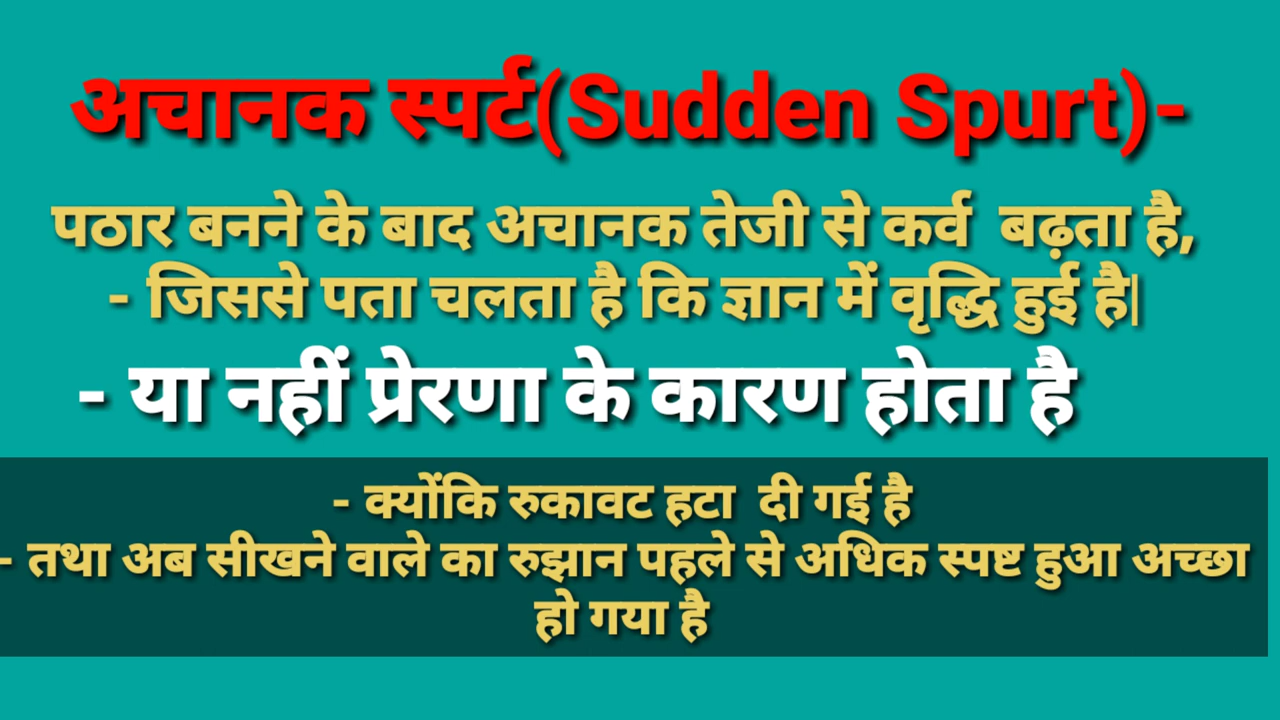 अचानक स्पर्ट(Sudden Spurt)-
पठार बनने के बाद अचानक तेजी से कर्व बढ़ता है,
- जिससे पता चलता है कि ज्ञान में वृद्धि हुई है|
- या नहीं प्रेरणा के कारण होता है
- क्योंकि रुकावट हटा दी गई है
- तथा अब सीखने वाले का रुझान पहले से अधिक स्पष्ट हुआ अच्छा
हो गया है